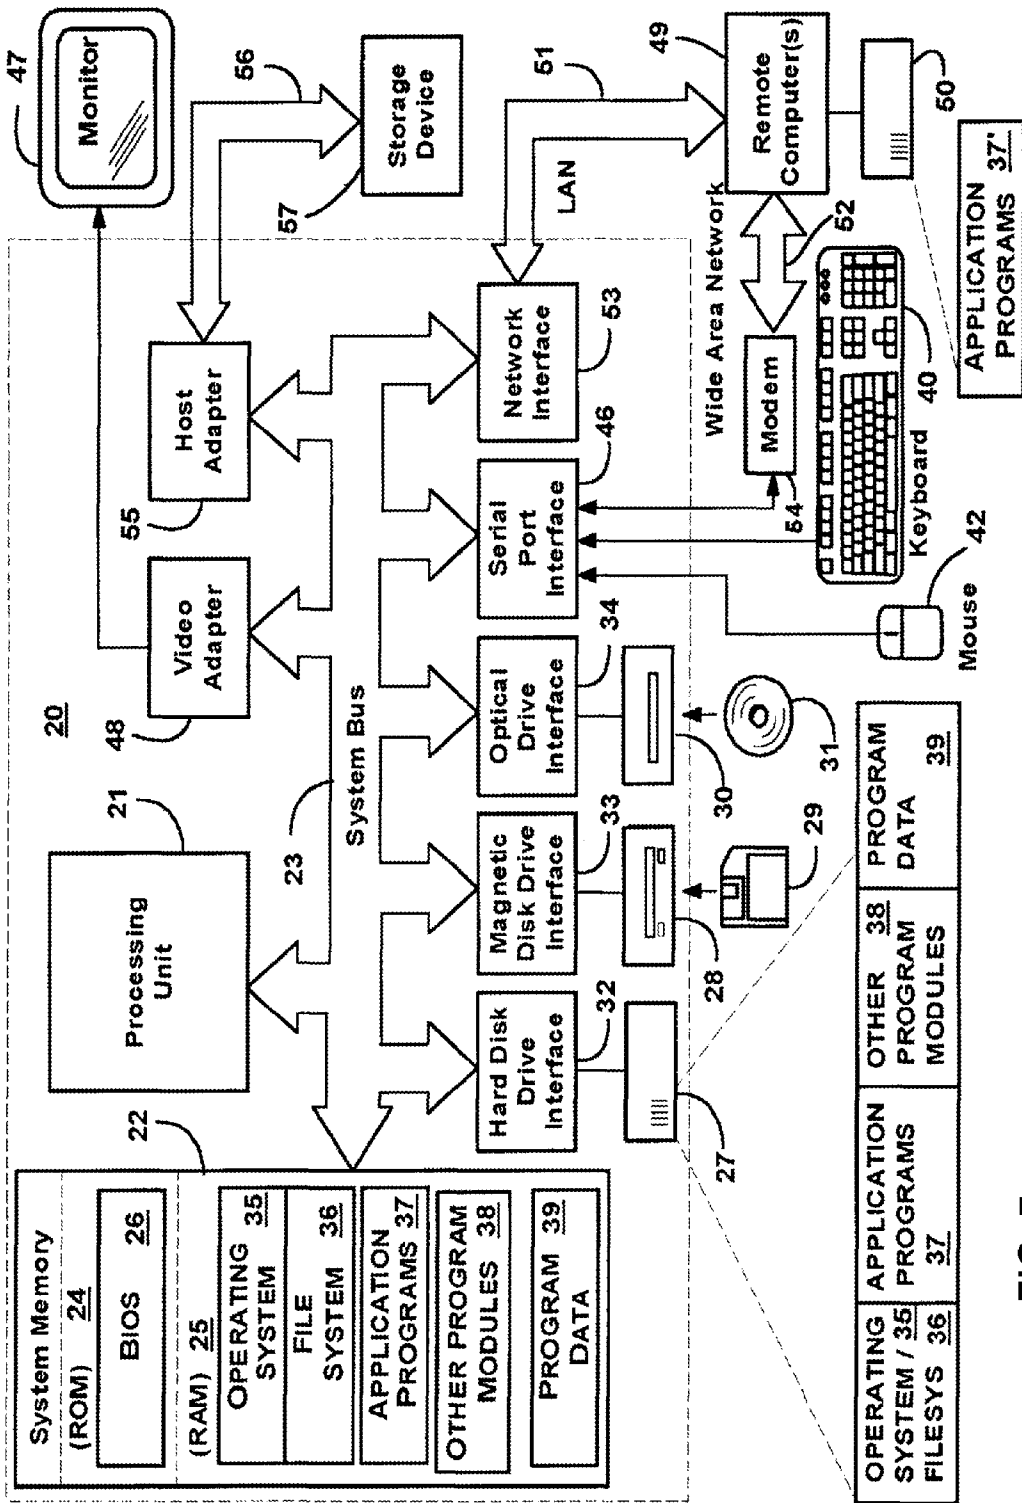 System Memory
(ROM) 24
BIOS 26
(RAM) 25
OPERATING
SYSTEM 35
FILE
SYSTEM 36
APPLICATION
PROGRAMS 37
OTHER PROGRAM
MODULES 38
PROGRAM 39
DATA
22
Processing
Unit
21
20
Video
Adapter
48
Host
Adapter
55
47
Monitor
56
57
Storage
Device
23
System Bus
Hard Disk
Drive
Interface
32
Magnetic
Disk Drive
Interface
33
Optical
Drive
Interface
34
Serial
Port
Interface
46
Network
Interface
53
LAN
51
49
Remote
Computer(s)
Wide Area Network
52
Modem
54
27
28
29
30
31
40
Keyboard
42
Mouse
50
APPLICATION
PROGRAMS 37'
OPERATING
SYSTEM / 35
FILESYS 36
APPLICATION
PROGRAMS
37
OTHER 38
PROGRAM
MODULES
PROGRAM
DATA
39